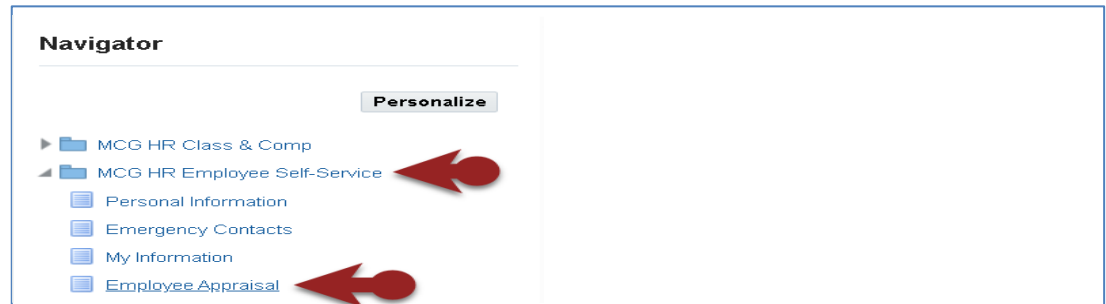 Navigator
Personalize
MCG HR Class & Comp
MCG HR Employee Self-Service
Personal Information
Emergency Contacts
My Information
Employee Appraisal